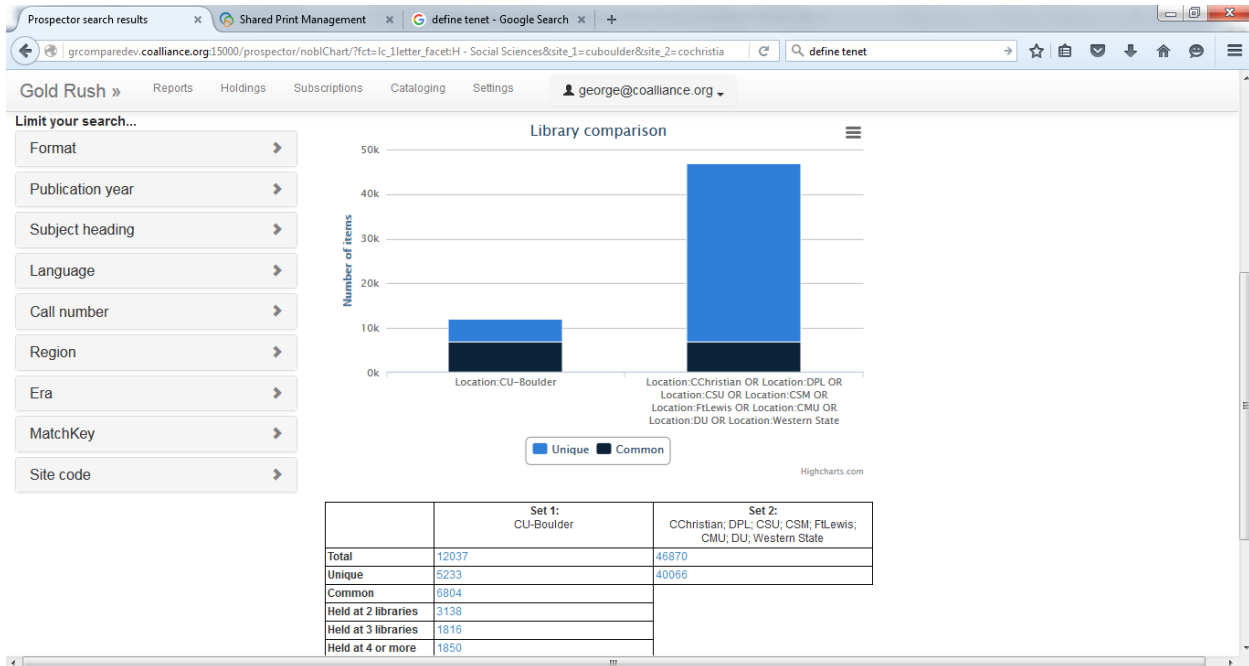 Prospector search results
Shared Print Management
define tenet - Google Search
grcomparedev.coalliance.org:15000/prospector/noblChart/?fct=lc_1letter_facet:H - Social Sciences&site_1=cuboulder&site_2=cochristia
define tenet
Gold Rush »
Reports
Holdings
Subscriptions
Cataloging
Settings
george@coalliance.org
Limit your search...
Format
Publication year
Subject heading
Language
Call number
Region
Era
MatchKey
Site code
Library comparison
Number of items
50k
40k
30k
20k
10k
0k
Location:CU-Boulder
Location:CChristian OR Location:DPL OR
Location:CSU OR Location:CSM OR
Location:FtLewis OR Location:CMU OR
Location:DU OR Location:Western State
Unique Common
Highcharts.com
Set 1:
CU-Boulder
Set 2:
CChristian; DPL; CSU; CSM; FtLewis;
CMU; DU; Western State
Total 12037 46870
Unique 5233 40066
Common 6804
Held at 2 libraries 3138
Held at 3 libraries 1816
Held at 4 or more 1850